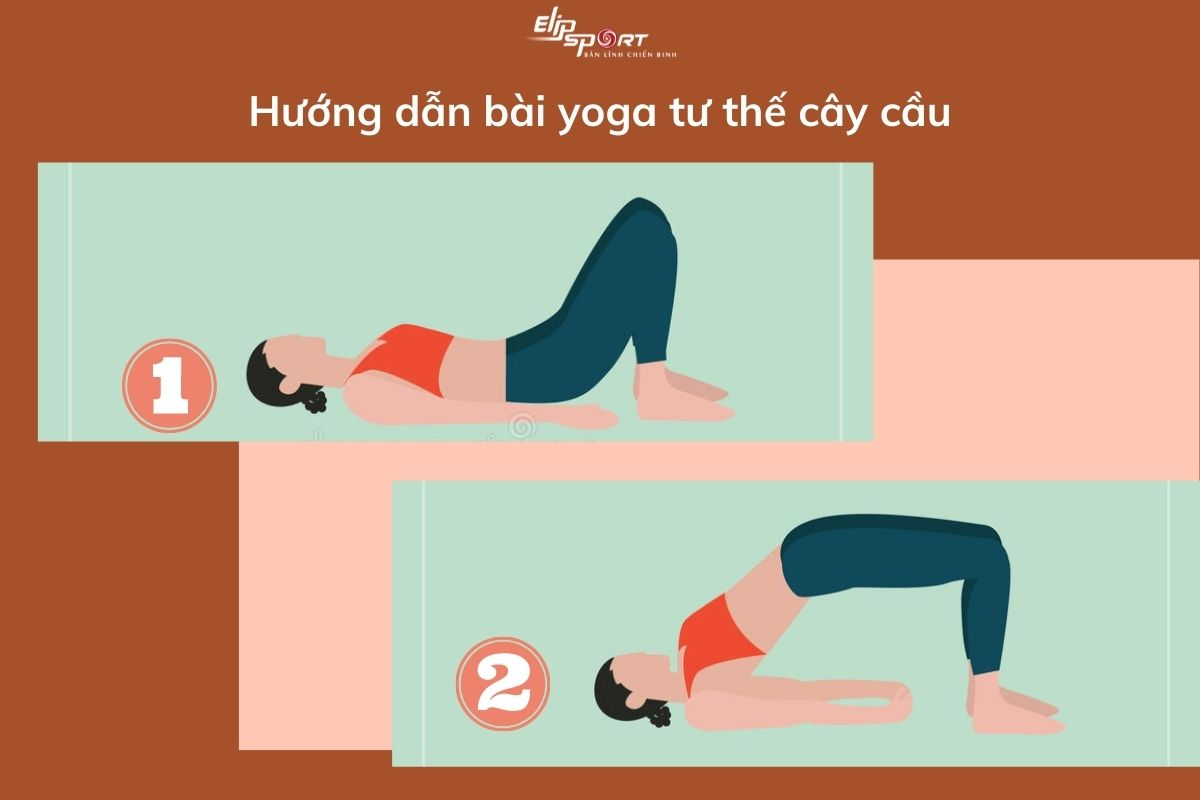 Elip
SPORT
BẢN LĨNH CHIẾN BINH
Hướng dẫn bài yoga tư thế cây cầu
1
2